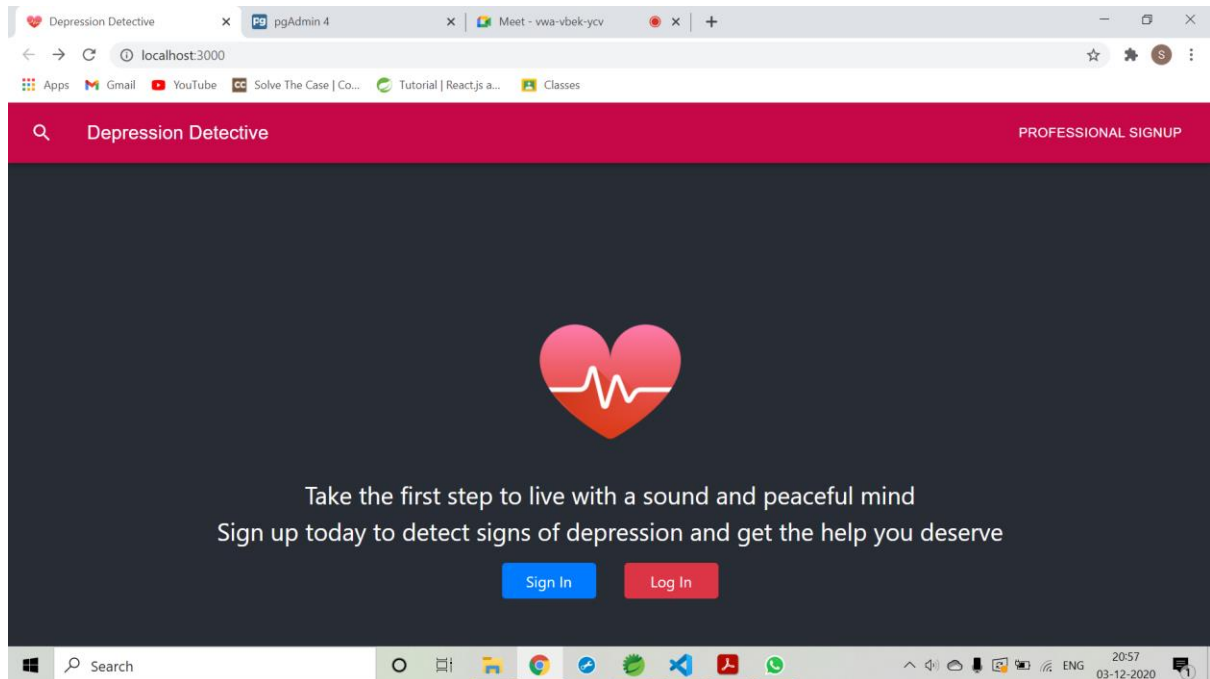 Depression Detective
pgAdmin 4
Meet - vwa-vbek-ycv
localhost:3000
S
Apps
Gmail
YouTube
Solve The Case | Co...
Tutorial | React.js a...
Classes
Depression Detective
PROFESSIONAL SIGNUP
Take the first step to live with a sound and peaceful mind
Sign up today to detect signs of depression and get the help you deserve
Sign In
Log In
Search
ENG
20:57
03-12-2020
1